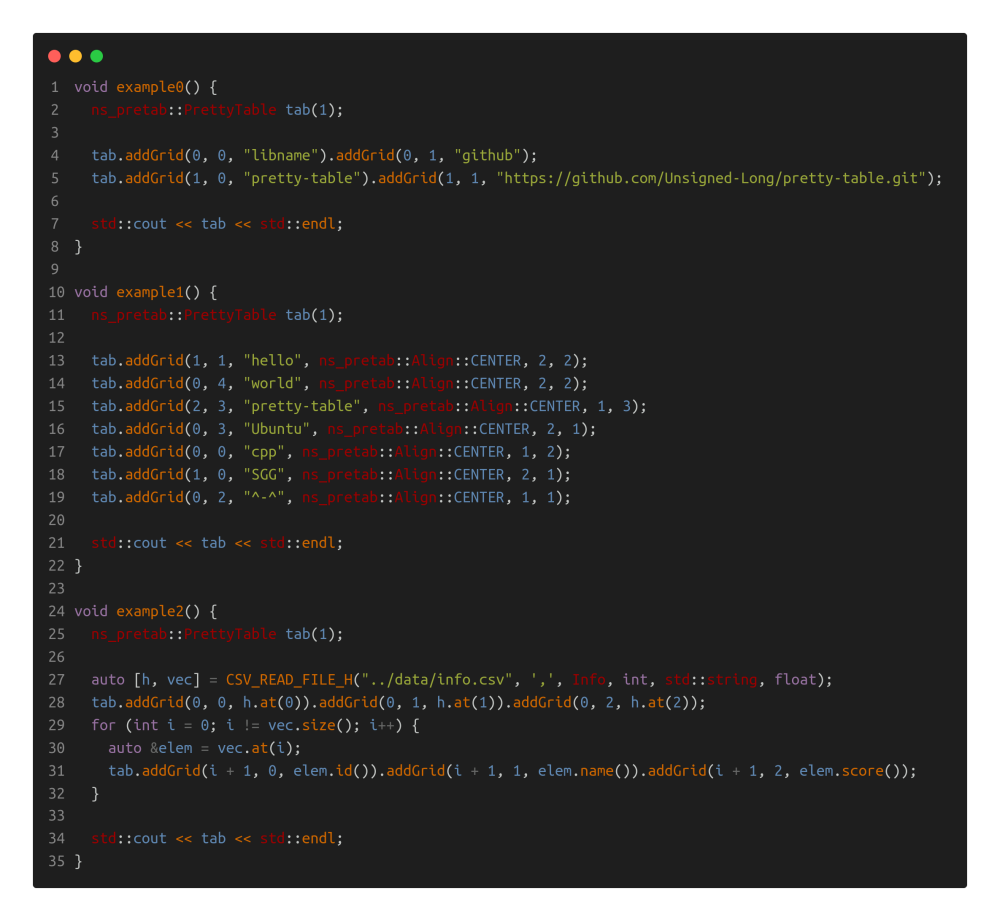 1 void example0() {
2   ns_pretab::PrettyTable tab(1);
3
4   tab.addGrid(0, 0, "libname").addGrid(0, 1, "github");
5   tab.addGrid(1, 0, "pretty-table").addGrid(1, 1, "https://github.com/Unsigned-Long/pretty-table.git");
6
7   std::cout << tab << std::endl;
8 }
9
10 void example1() {
11   ns_pretab::PrettyTable tab(1);
12
13   tab.addGrid(1, 1, "hello", ns_pretab::Align::CENTER, 2, 2);
14   tab.addGrid(0, 4, "world", ns_pretab::Align::CENTER, 2, 2);
15   tab.addGrid(2, 3, "pretty-table", ns_pretab::Align::CENTER, 1, 3);
16   tab.addGrid(0, 3, "Ubuntu", ns_pretab::Align::CENTER, 2, 1);
17   tab.addGrid(0, 0, "cpp", ns_pretab::Align::CENTER, 1, 2);
18   tab.addGrid(1, 0, "SGG", ns_pretab::Align::CENTER, 2, 1);
19   tab.addGrid(0, 2, "^-^", ns_pretab::Align::CENTER, 1, 1);
20
21   std::cout << tab << std::endl;
22 }
23
24 void example2() {
25   ns_pretab::PrettyTable tab(1);
26
27   auto [h, vec] = CSV_READ_FILE_H("../data/info.csv", ',', Info, int, std::string, float);
28   tab.addGrid(0, 0, h.at(0)).addGrid(0, 1, h.at(1)).addGrid(0, 2, h.at(2));
29   for (int i = 0; i != vec.size(); i++) {
30     auto &elem = vec.at(i);
31     tab.addGrid(i + 1, 0, elem.id()).addGrid(i + 1, 1, elem.name()).addGrid(i + 1, 2, elem.score());
32   }
33
34   std::cout << tab << std::endl;
35 }